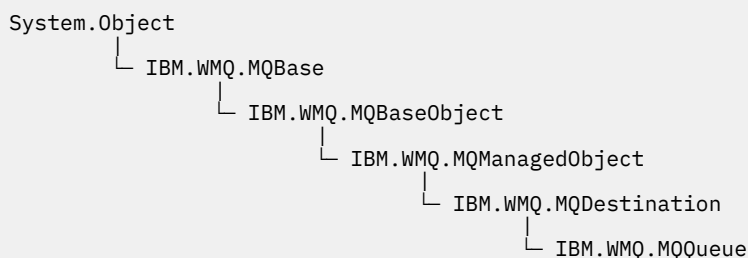 System.Object
IBM.WMQ.MQBase
IBM.WMQ.MQBaseObject
IBM.WMQ.MQManagedObject
IBM.WMQ.MQDestination
IBM.WMQ.MQQueue